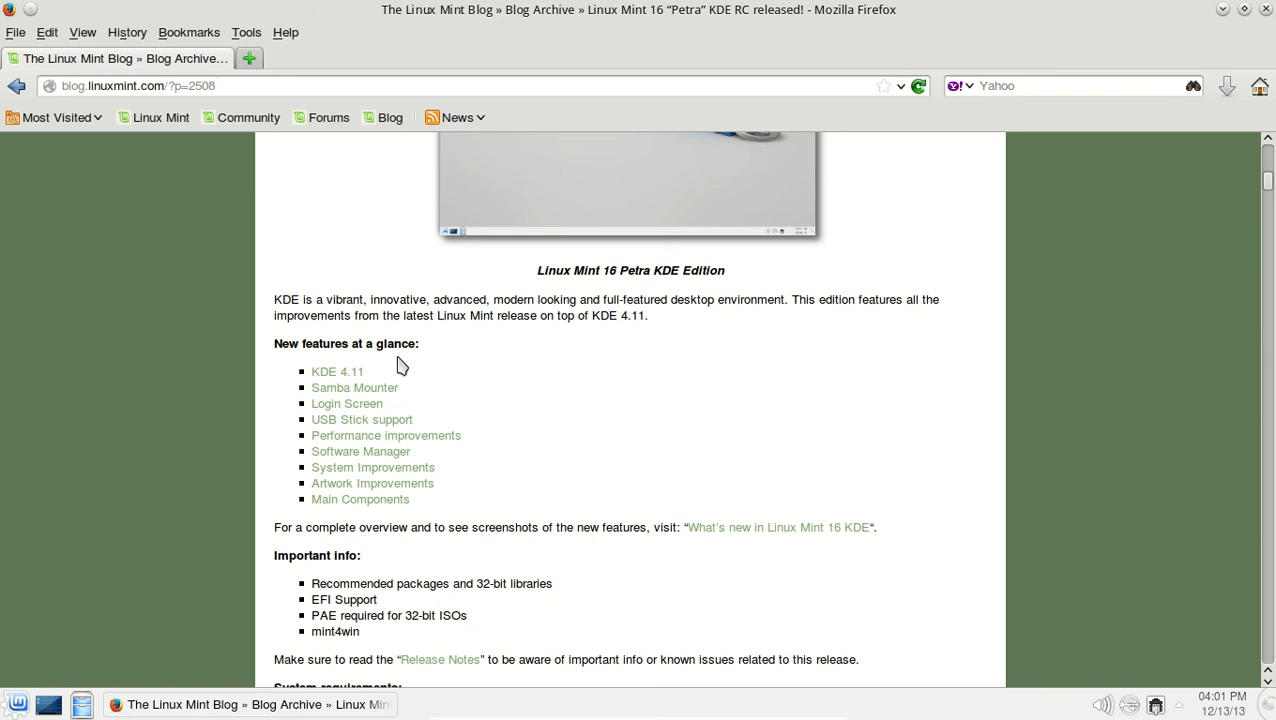 The Linux Mint Blog » Blog Archive » Linux Mint 16 “Petra” KDE RC released! - Mozilla Firefox
File Edit View History Bookmarks Tools Help
The Linux Mint Blog » Blog Archive...
blog.linuxmint.com/?p=2508 Yahoo
Most Visited Linux Mint Community Forums Blog News
Linux Mint 16 Petra KDE Edition
KDE is a vibrant, innovative, advanced, modern looking and full-featured desktop environment. This edition features all the
improvements from the latest Linux Mint release on top of KDE 4.11.
New features at a glance:
KDE 4.11
Samba Mounter
Login Screen
USB Stick support
Performance improvements
Software Manager
System Improvements
Artwork Improvements
Main Components
For a complete overview and to see screenshots of the new features, visit: “What’s new in Linux Mint 16 KDE“.
Important info:
Recommended packages and 32-bit libraries
EFI Support
PAE required for 32-bit ISOs
mint4win
Make sure to read the “Release Notes” to be aware of important info or known issues related to this release.
System requirements:
The Linux Mint Blog » Blog Archive » Linux Min
04:01 PM
12/13/13